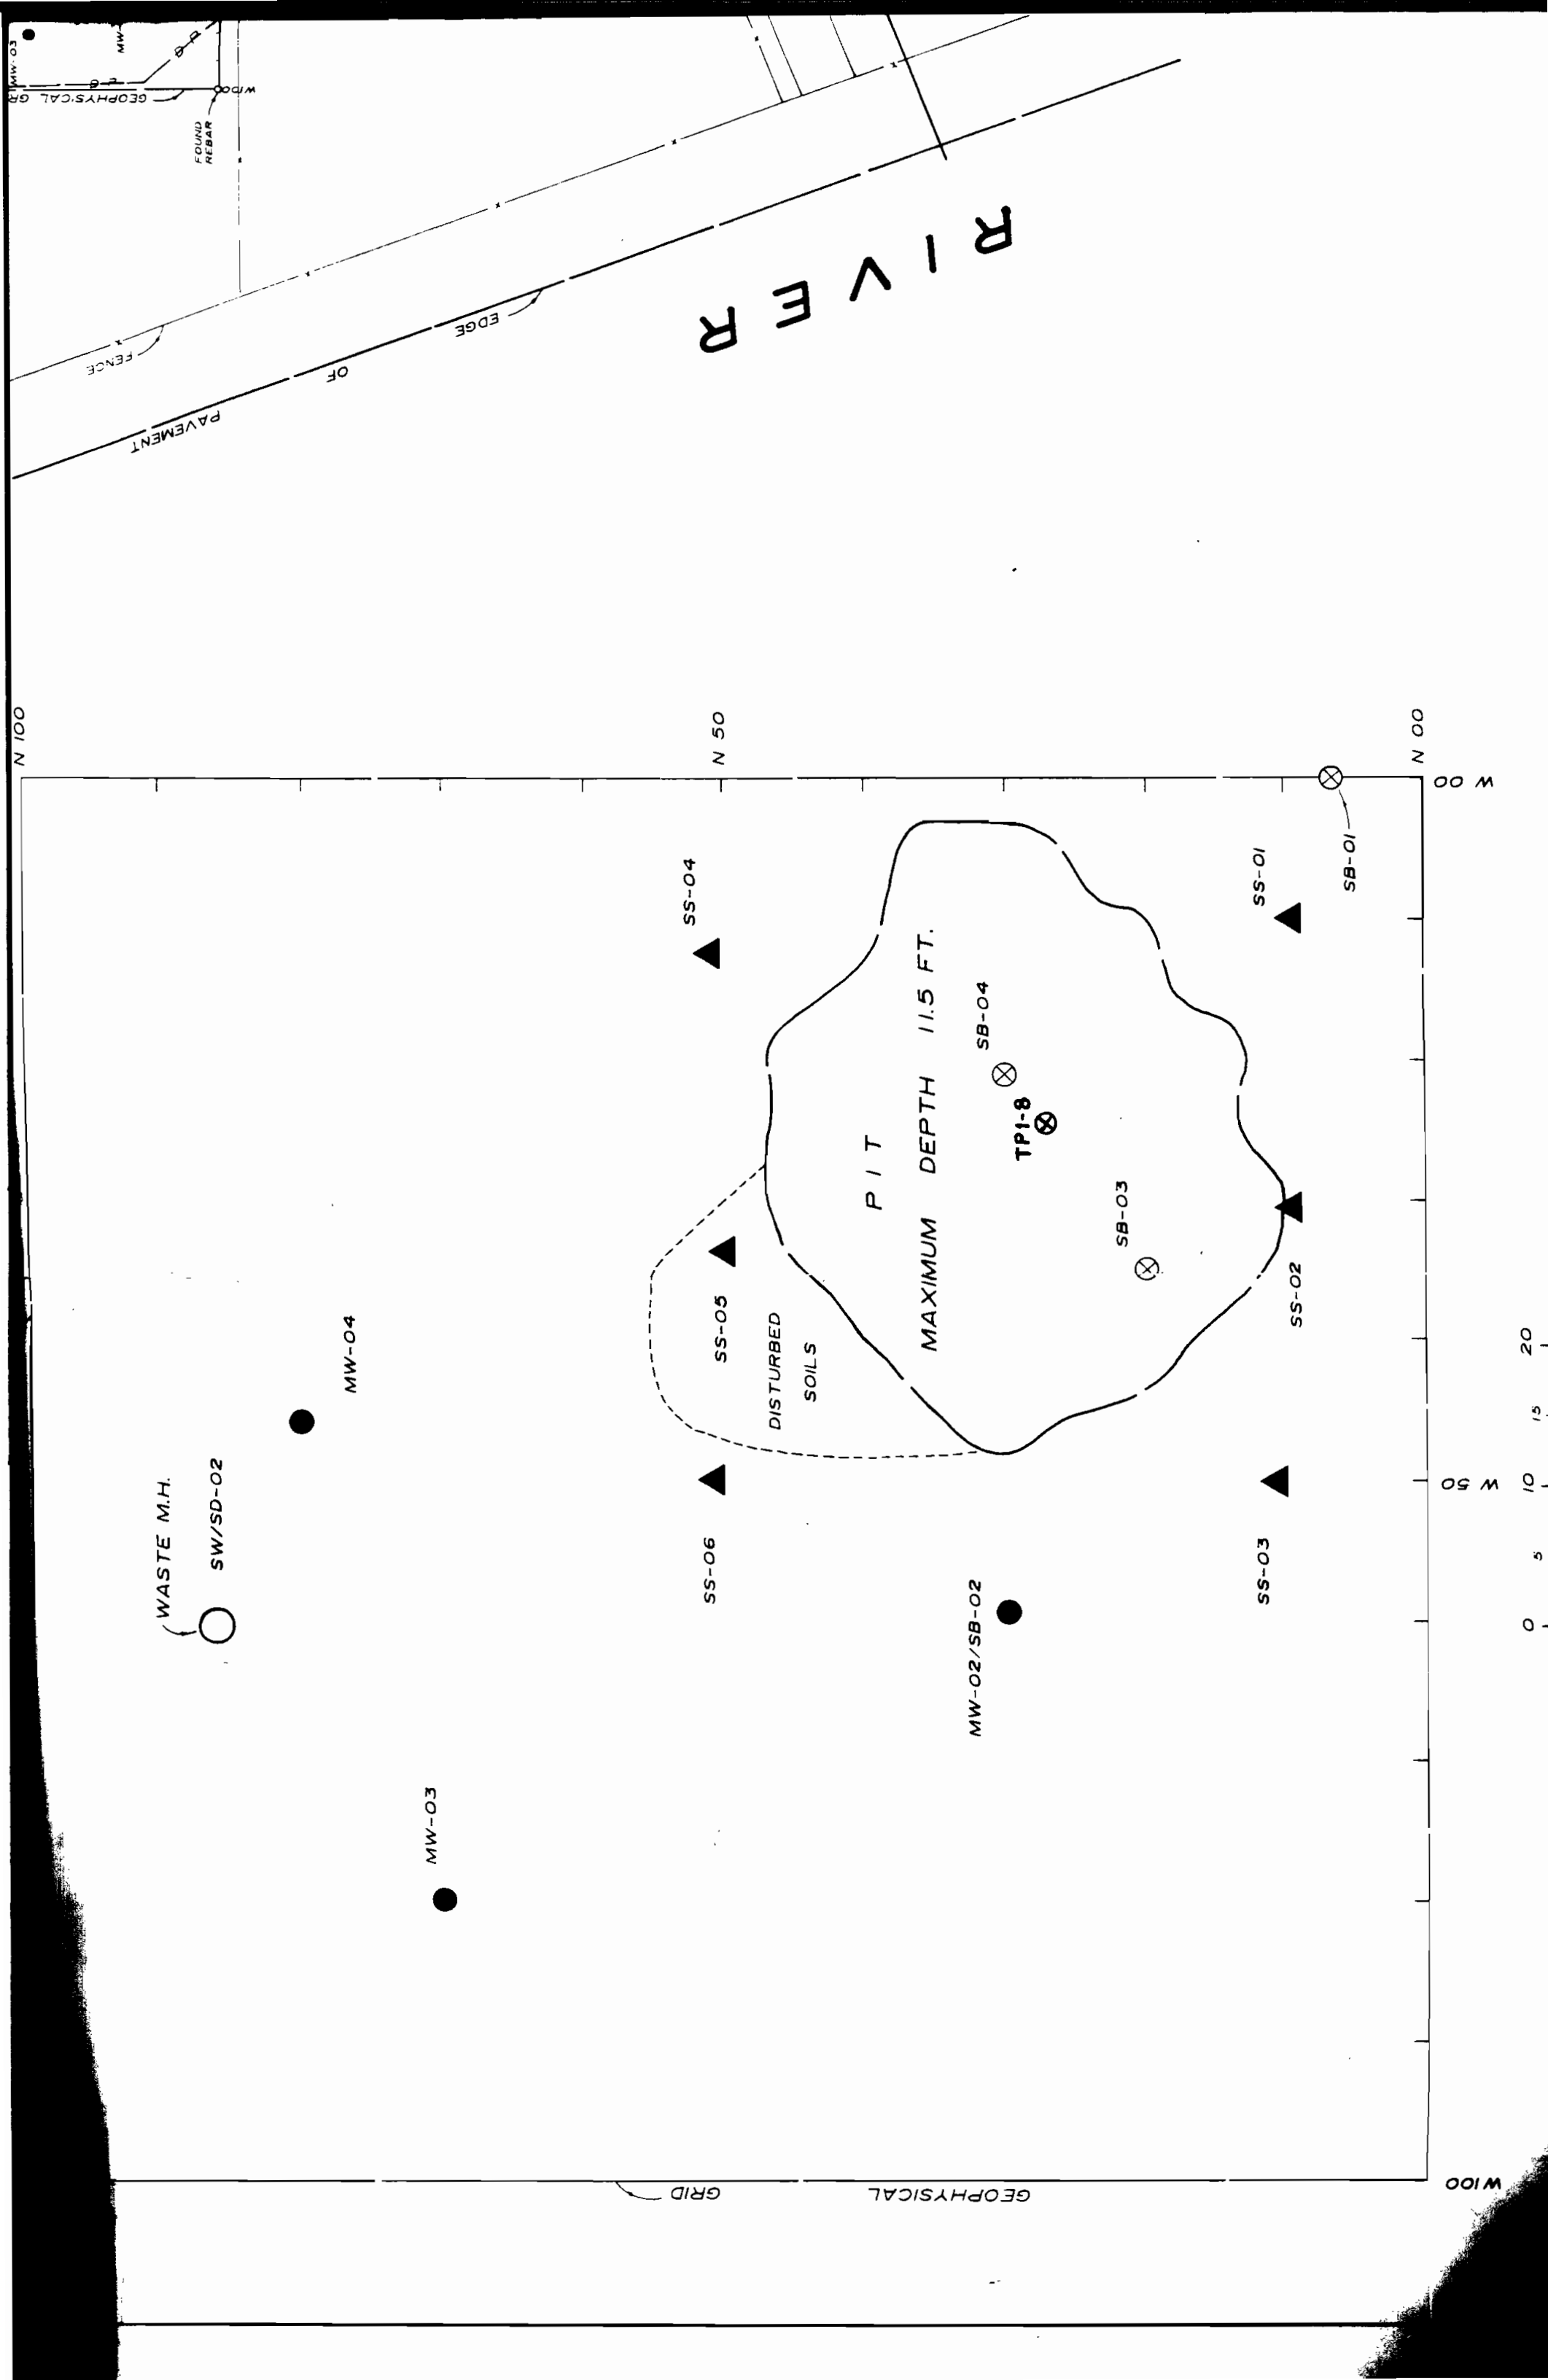 MW-03
MW-
GEOPHYSICAL GR
W100
FOUND
REBAR
FENCE
PAVEMENT
OF
EDGE
RIVER
N 100
N 50
N 00
W 00
SS-04
SS-01
SB-01
PIT
MAXIMUM DEPTH 11.5 FT.
SB-04
TP1-8
SB-03
SS-02
SS-05
DISTURBED
SOILS
MW-04
WASTE M.H.
SW/SD-02
SS-06
MW-02/SB-02
SS-03
W 50
20
15
10
5
0
MW-03
GEOPHYSICAL
GRID
W100